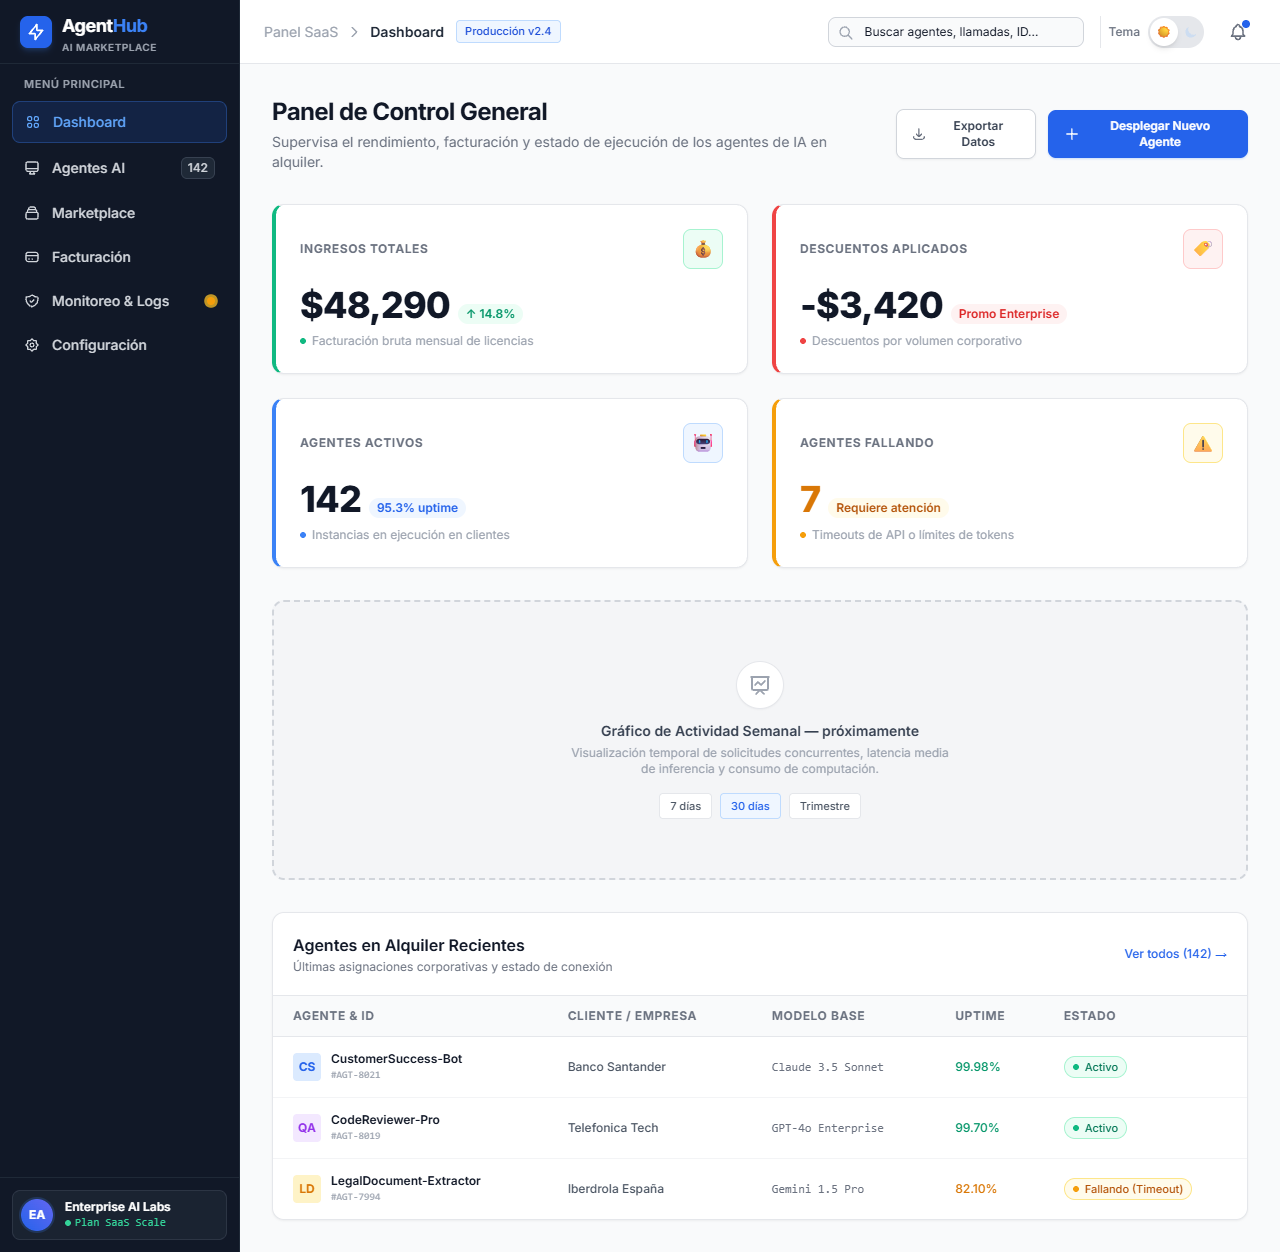 AgentHub
AI MARKETPLACE
MENÚ PRINCIPAL
Dashboard
Agentes AI 142
Marketplace
Facturación
Monitoreo & Logs
Configuración
EA
Enterprise AI Labs
Plan SaaS Scale
Panel SaaS > Dashboard Producción v2.4
Buscar agentes, llamadas, ID...
Tema
Panel de Control General
Supervisa el rendimiento, facturación y estado de ejecución de los agentes de IA en
alquiler.
Exportar
Datos
Desplegar Nuevo
Agente
INGRESOS TOTALES
$48,290 ↑ 14.8%
Facturación bruta mensual de licencias
DESCUENTOS APLICADOS
-$3,420 Promo Enterprise
Descuentos por volumen corporativo
AGENTES ACTIVOS
142 95.3% uptime
Instancias en ejecución en clientes
AGENTES FALLANDO
7 Requiere atención
Timeouts de API o límites de tokens
Gráfico de Actividad Semanal — próximamente
Visualización temporal de solicitudes concurrentes, latencia media
de inferencia y consumo de computación.
7 días 30 días Trimestre
Agentes en Alquiler Recientes
Últimas asignaciones corporativas y estado de conexión
Ver todos (142) →
AGENTE & ID CLIENTE / EMPRESA MODELO BASE UPTIME ESTADO
CS CustomerSuccess-Bot Banco Santander Claude 3.5 Sonnet 99.98% Activo
#AGT-8021
QA CodeReviewer-Pro Telefonica Tech GPT-4o Enterprise 99.70% Activo
#AGT-8019
LD LegalDocument-Extractor Iberdrola España Gemini 1.5 Pro 82.10% Fallando (Timeout)
#AGT-7994